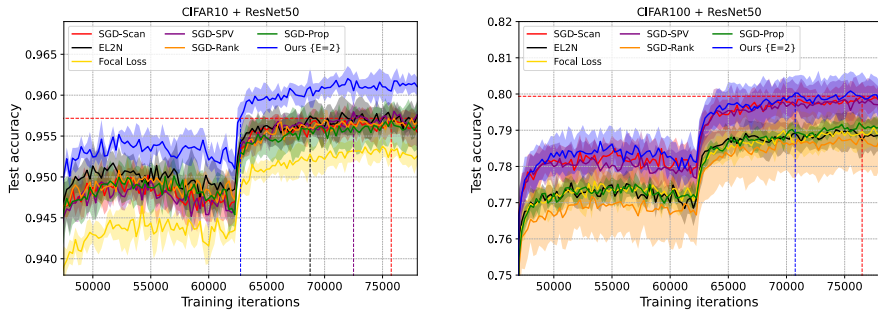 CIFAR10 + ResNet50
SGD-Scan
EL2N
Focal Loss
SGD-SPV
SGD-Rank
SGD-Prop
Ours {E=2}
Test accuracy
0.965
0.960
0.955
0.950
0.945
0.940
50000 55000 60000 65000 70000 75000
Training iterations
CIFAR100 + ResNet50
SGD-Scan
EL2N
Focal Loss
SGD-SPV
SGD-Rank
SGD-Prop
Ours {E=2}
Test accuracy
0.82
0.81
0.80
0.79
0.78
0.77
0.76
0.75
50000 55000 60000 65000 70000 75000
Training iterations